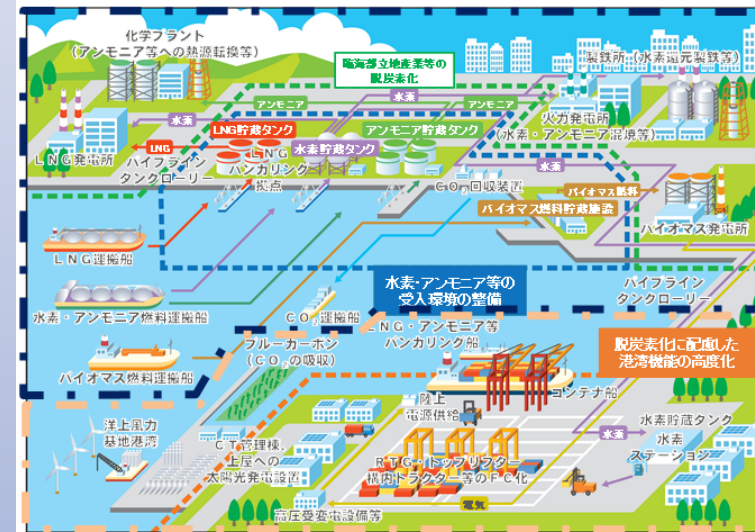 化学プラント
(アンモニア等への熱源転換等)
臨海部立地産業等の
脱炭素化
製鉄所(水素還元製鉄等)
アンモニア
水素
アンモニア
水素
LNG貯蔵タンク
アンモニア貯蔵タンク
火力発電所
(水素・アンモニア混焼等)
LNG
LNG発電所
パイプライン
タンクローリー
LNG
バンカリング
拠点
水素貯蔵タンク
CO₂回収装置
水素
バイオマス燃料
バイオマス燃料貯蔵施設
バイオマス発電所
LNG運搬船
水素・アンモニア等の
受入環境の整備
パイプライン
タンクローリー
水素・アンモニア燃料運搬船
CO₂運搬船
LNG・アンモニア等
バンカリング船
ブルーカーボン
(CO₂の吸収)
脱炭素化に配慮した
港湾機能の高度化
バイオマス燃料運搬船
コンテナ船
陸上
電源供給
洋上風力
基地港湾
CT管理棟、
上屋への
太陽光発電設置
水素貯蔵タンク
水素
水素
ステーション
RTG・トップリフター
構内トラクター等のFC化
電気
高圧受変電設備等